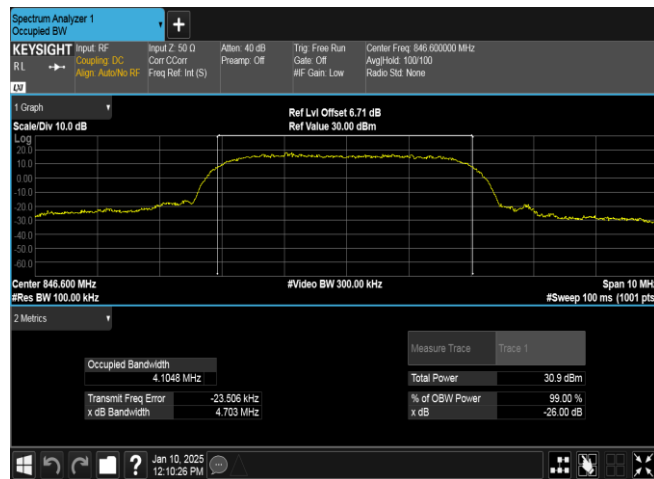 Spectrum Analyzer 1
Occupied BW
+
KEYSIGHT Input: RF Input Z: 50 Ω Atten: 40 dB Trig: Free Run Center Freq: 846.600000 MHz
RL Coupling: DC Corr CCorr Preamp: Off Gate: Off Avg|Hold: 100/100
Align: Auto/No RF Freq Ref: Int (S) #IF Gain: Low Radio Std: None
LXI
1 Graph
Scale/Div 10.0 dB
Ref Lvl Offset 6.71 dB
Ref Value 30.00 dBm
Log
20.0
10.0
0.00
-10.0
-20.0
-30.0
-40.0
-50.0
-60.0
Center 846.600 MHz #Video BW 300.00 kHz Span 10 MHz
#Res BW 100.00 kHz #Sweep 100 ms (1001 pts
2 Metrics
Measure Trace Trace 1
Occupied Bandwidth
4.1048 MHz
Total Power 30.9 dBm
Transmit Freq Error -23.506 kHz % of OBW Power 99.00 %
x dB Bandwidth 4.703 MHz x dB -26.00 dB
? Jan 10, 2025
12:10:26 PM